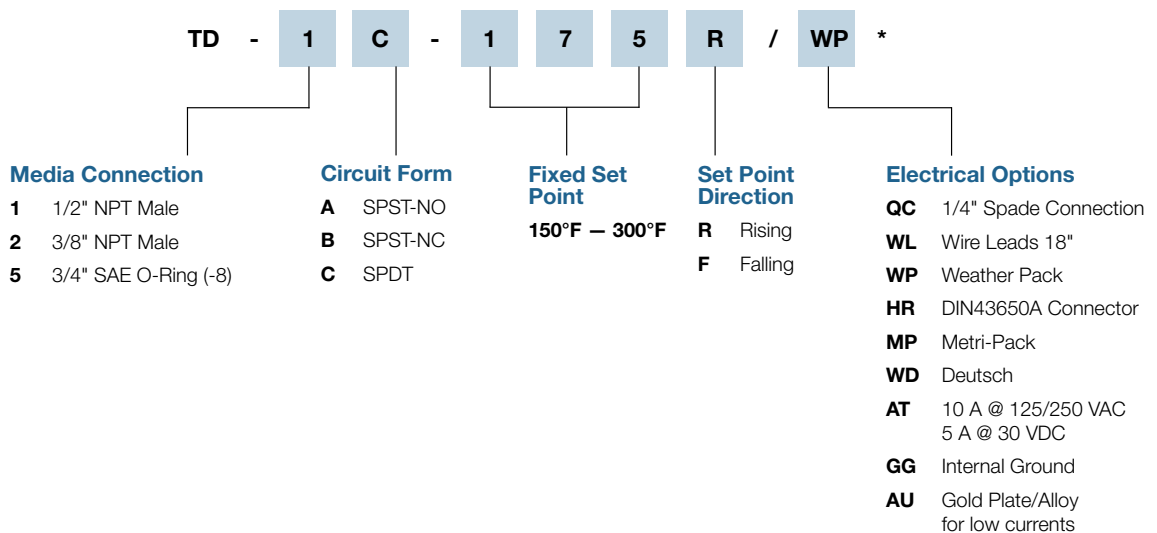 TD - 1 C - 1 7 5 R / WP *
Media Connection
1 1/2" NPT Male
2 3/8" NPT Male
5 3/4" SAE O-Ring (-8)
Circuit Form
A SPST-NO
B SPST-NC
C SPDT
Fixed Set
Point
150°F — 300°F
Set Point
Direction
R Rising
F Falling
Electrical Options
QC 1/4" Spade Connection
WL Wire Leads 18"
WP Weather Pack
HR DIN43650A Connector
MP Metri-Pack
WD Deutsch
AT 10 A @ 125/250 VAC
5 A @ 30 VDC
GG Internal Ground
AU Gold Plate/Alloy
for low currents